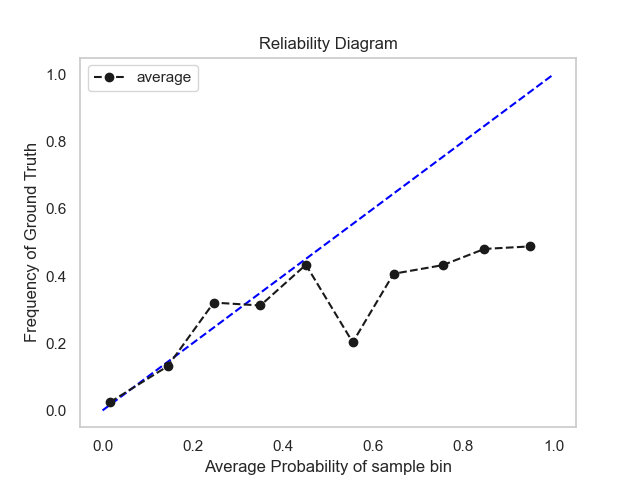 Reliability Diagram
average
1.0
0.8
0.6
0.4
0.2
0.0
Frequency of Ground Truth
0.0 0.2 0.4 0.6 0.8 1.0
Average Probability of sample bin